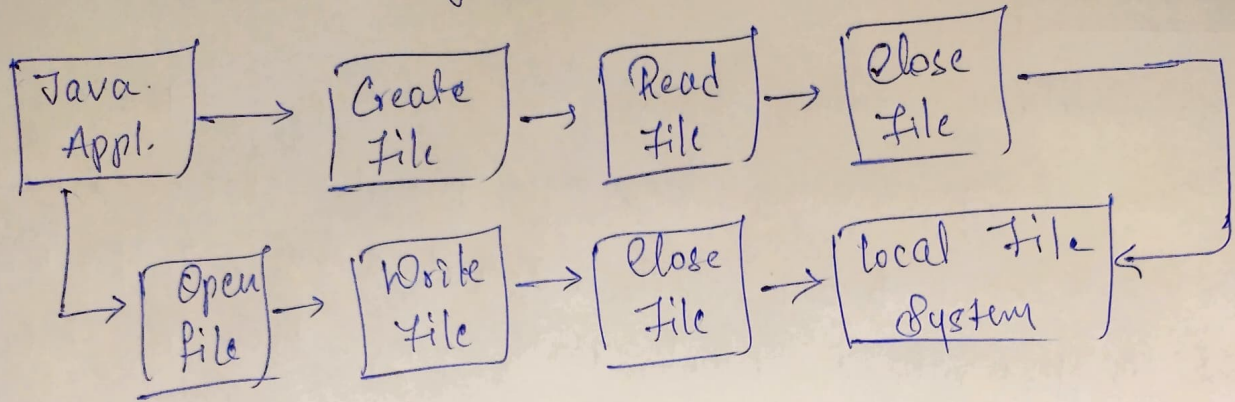 Java.
Appl.
Create
File
Read
File
Close
File
Open
file
Write
File
Close
File
Local File
System